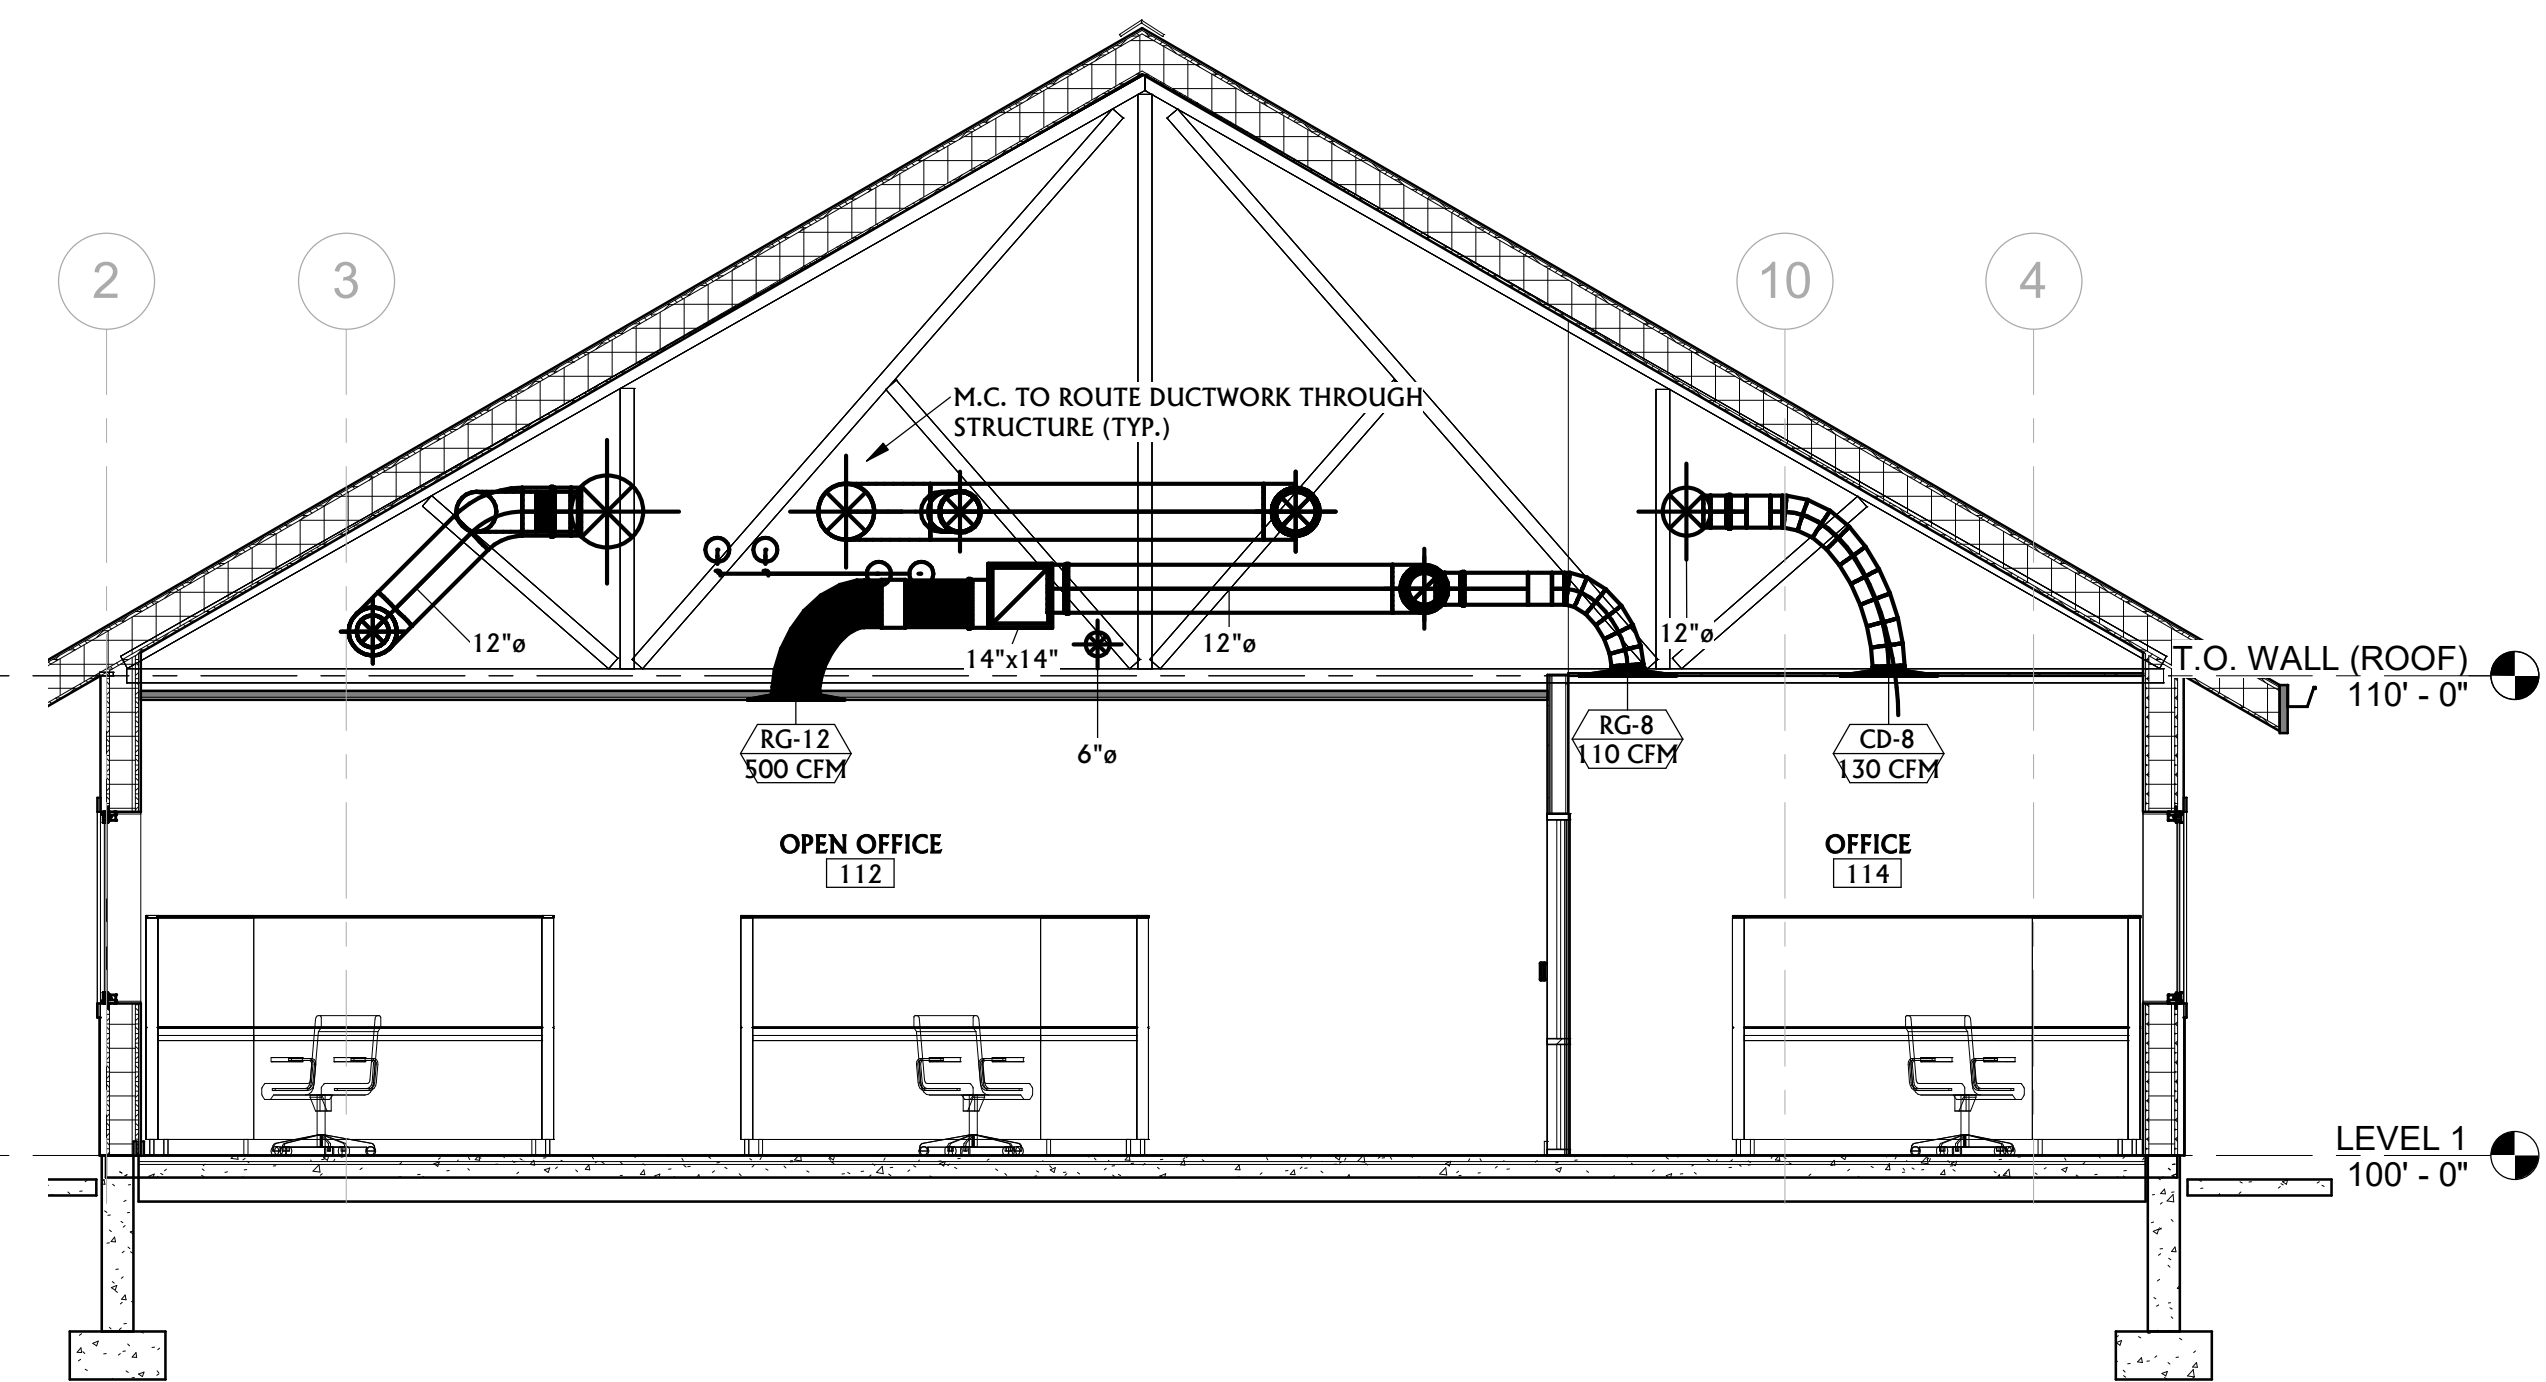 2
3
10
4
M.C. TO ROUTE DUCTWORK THROUGH
STRUCTURE (TYP.)
12"ø
14"x14"
12"ø
12"ø
T.O. WALL (ROOF)
110' - 0"
RG-12
500 CFM
6"ø
RG-8
110 CFM
CD-8
130 CFM
OPEN OFFICE
112
OFFICE
114
LEVEL 1
100' - 0"